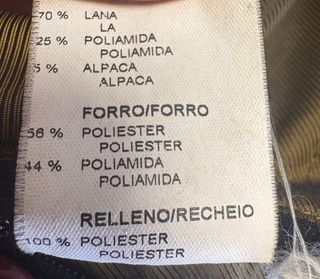 70 % LANA
LA
25 % POLIAMIDA
POLIAMIDA
5 % ALPACA
ALPACA
FORRO/FORRO
56 % POLIESTER
POLIESTER
44 % POLIAMIDA
POLIAMIDA
RELLENO/RECHEIO
100 % POLIESTER
POLIESTER